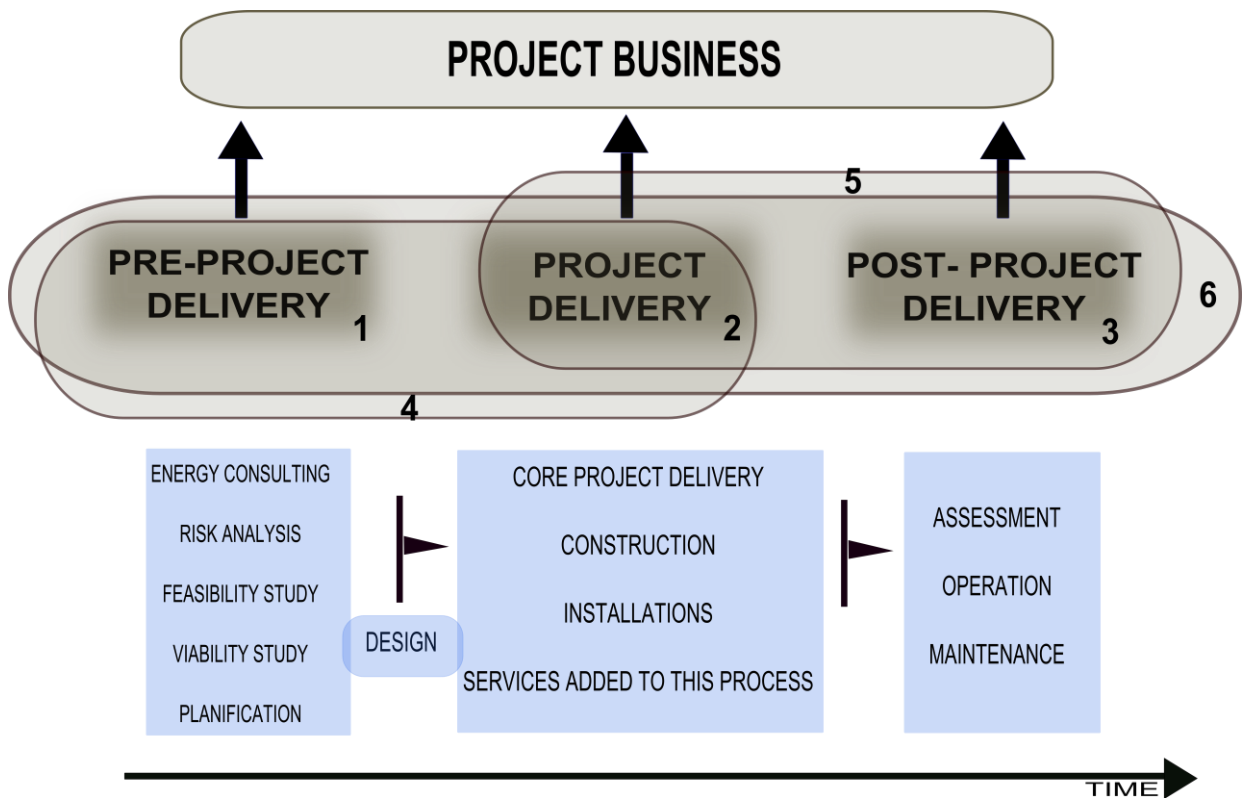 PROJECT BUSINESS
5
PRE-PROJECT
DELIVERY
1
PROJECT
DELIVERY
2
POST- PROJECT
DELIVERY
3
6
4
ENERGY CONSULTING
RISK ANALYSIS
FEASIBILITY STUDY
VIABILITY STUDY
PLANIFICATION
DESIGN
CORE PROJECT DELIVERY
CONSTRUCTION
INSTALLATIONS
SERVICES ADDED TO THIS PROCESS
ASSESSMENT
OPERATION
MAINTENANCE
TIME